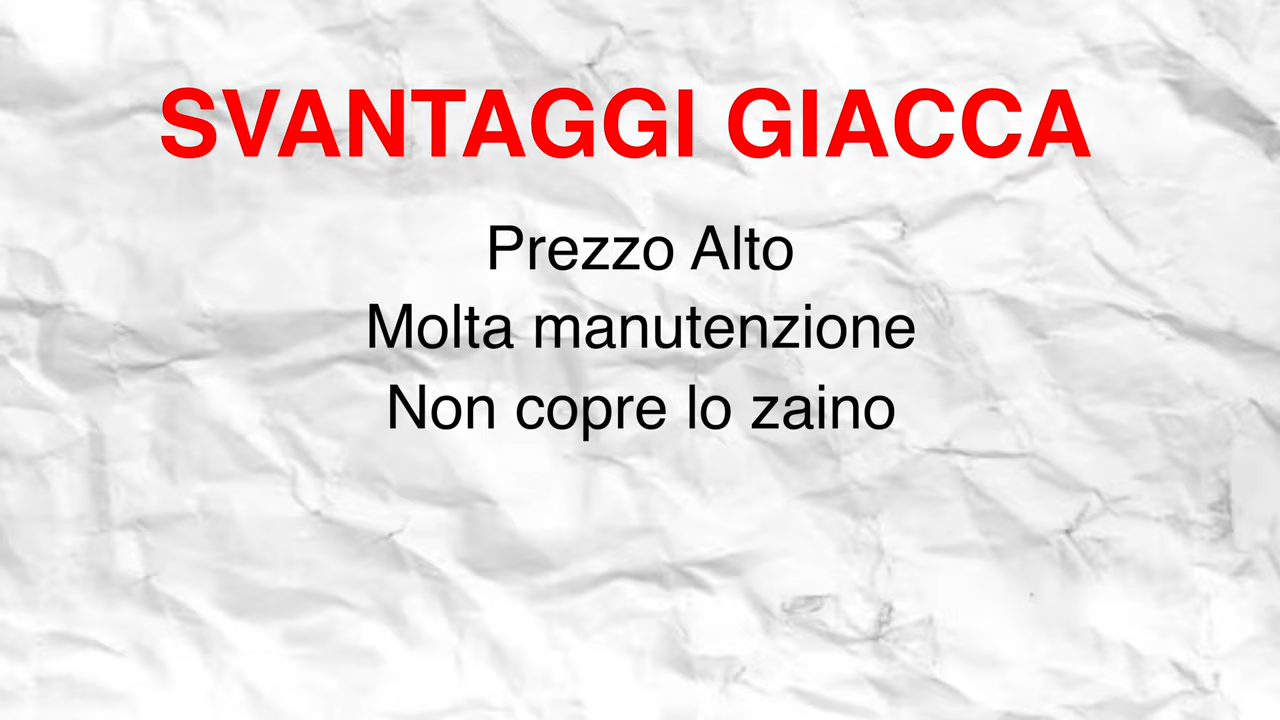 SVANTAGGI GIACCA
Prezzo Alto
Molta manutenzione
Non copre lo zaino